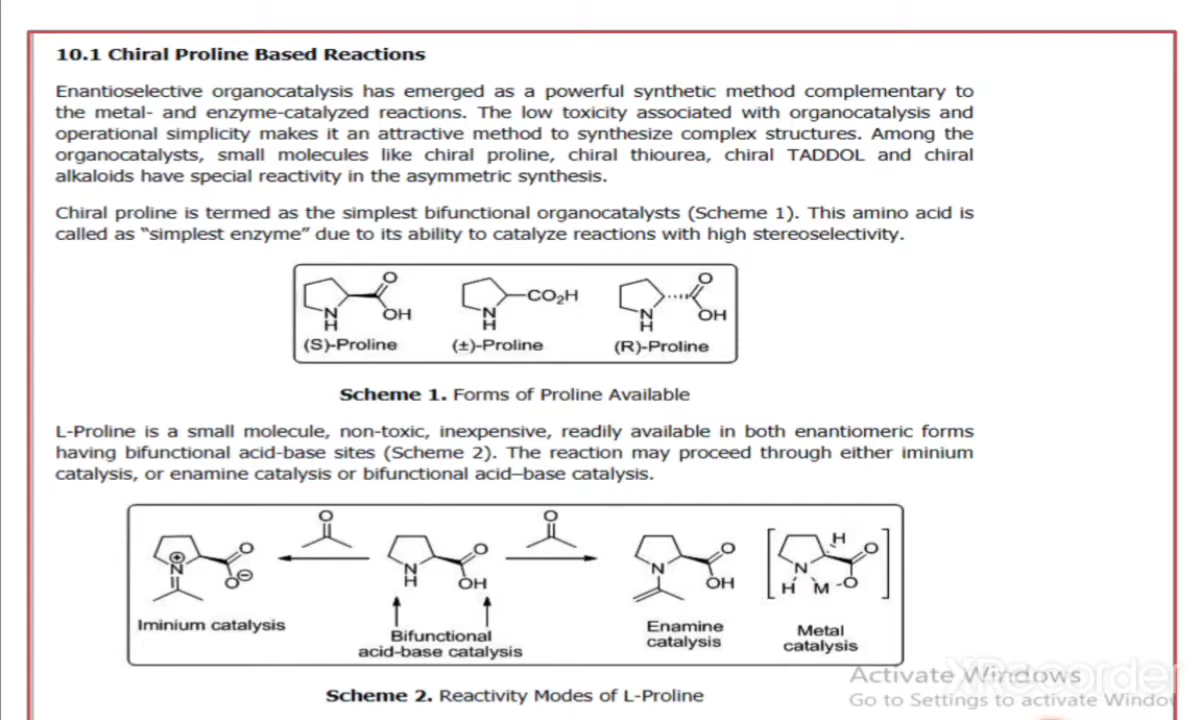 10.1 Chiral Proline Based Reactions
Enantioselective organocatalysis has emerged as a powerful synthetic method complementary to
the metal- and enzyme-catalyzed reactions. The low toxicity associated with organocatalysis and
operational simplicity makes it an attractive method to synthesize complex structures. Among the
organocatalysts, small molecules like chiral proline, chiral thiourea, chiral TADDOL and chiral
alkaloids have special reactivity in the asymmetric synthesis.
Chiral proline is termed as the simplest bifunctional organocatalysts (Scheme 1). This amino acid is
called as “simplest enzyme” due to its ability to catalyze reactions with high stereoselectivity.
O O
N H OH N H CO₂H N H OH
(S)-Proline (±)-Proline (R)-Proline
Scheme 1. Forms of Proline Available
L-Proline is a small molecule, non-toxic, inexpensive, readily available in both enantiomeric forms
having bifunctional acid-base sites (Scheme 2). The reaction may proceed through either iminium
catalysis, or enamine catalysis or bifunctional acid–base catalysis.
O O
⊕ O O O H O
N O⊖ N H OH N OH N H M -O
Iminium catalysis
Bifunctional
acid-base catalysis
Enamine
catalysis
Metal
catalysis
Scheme 2. Reactivity Modes of L-Proline
Activate Windows
Go to Settings to activate Windo
XRecorder